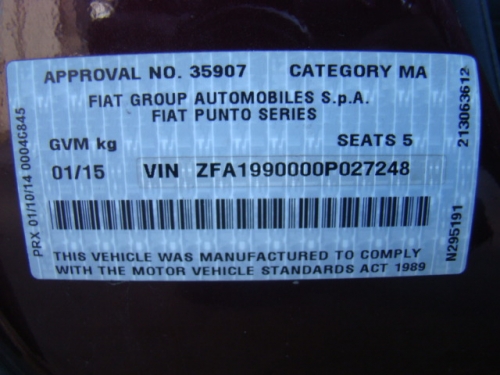 APPROVAL NO. 35907 CATEGORY MA
FIAT GROUP AUTOMOBILES S.p.A.
FIAT PUNTO SERIES
GVM kg SEATS 5
01/15 VIN ZFA1990000P027248
THIS VEHICLE WAS MANUFACTURED TO COMPLY
WITH THE MOTOR VEHICLE STANDARDS ACT 1989
PRX 01/10/14 00040845
213063612
N295191